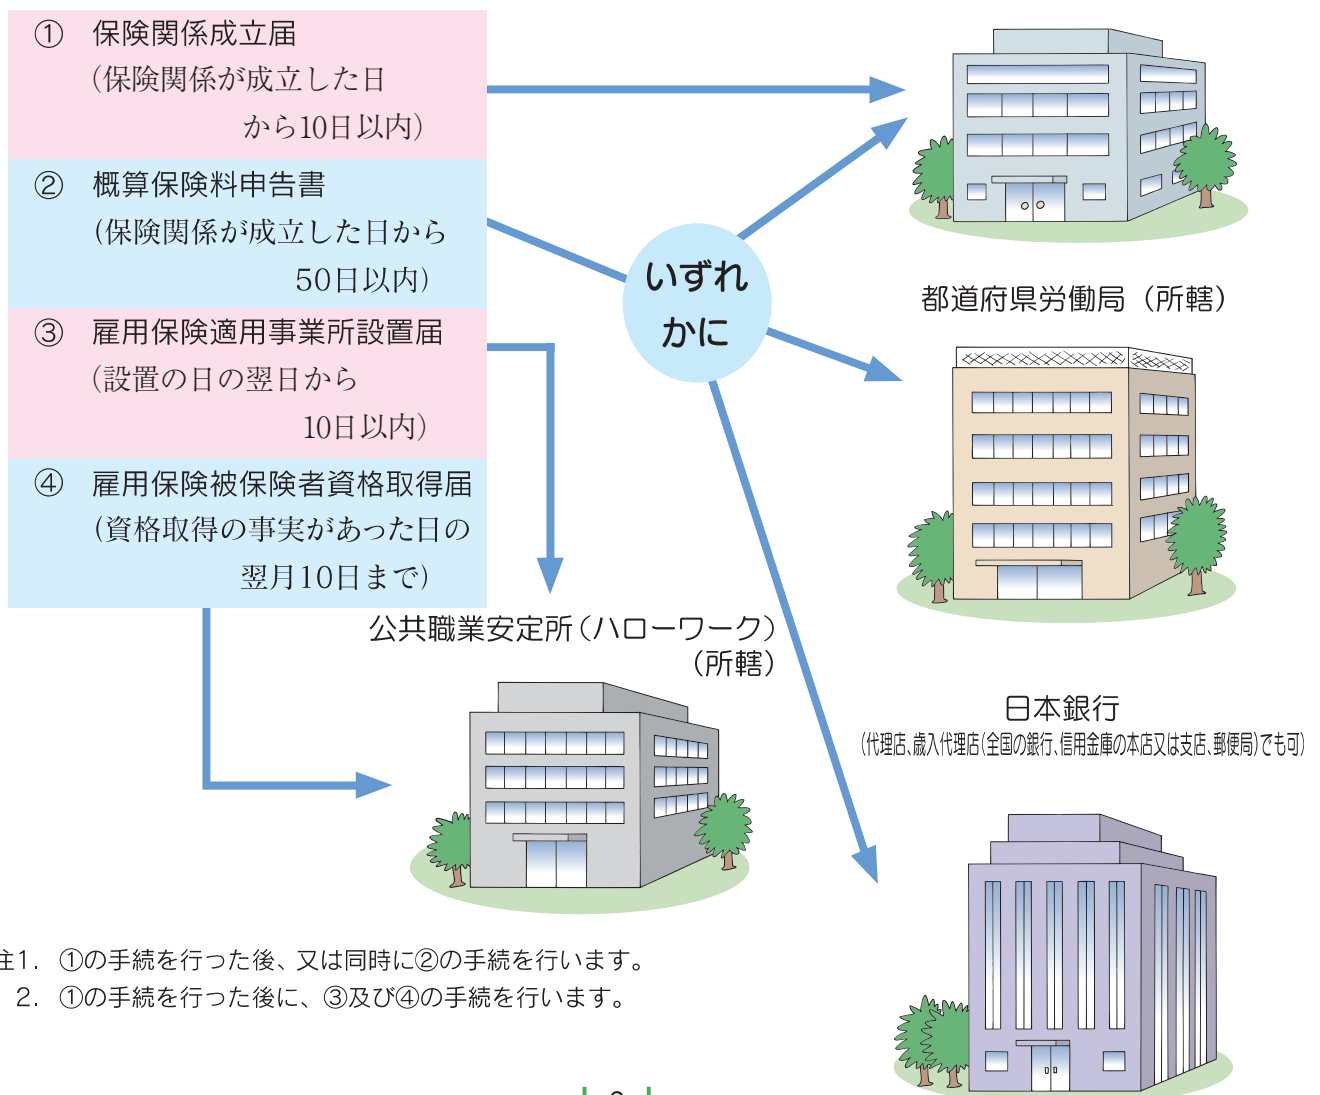 ① 保険関係成立届
（保険関係が成立した日
から10日以内）
② 概算保険料申告書
（保険関係が成立した日から
50日以内）
③ 雇用保険適用事業所設置届
（設置の日の翌日から
10日以内）
④ 雇用保険被保険者資格取得届
（資格取得の事実があった日の
翌月10日まで）
いずれ
かに
都道府県労働局（所轄）
公共職業安定所（ハローワーク）
（所轄）
日本銀行
（代理店、歳入代理店（全国の銀行、信用金庫の本店又は支店、郵便局）でも可）
注1. ①の手続を行った後、又は同時に②の手続を行います。
2. ①の手続を行った後に、③及び④の手続を行います。